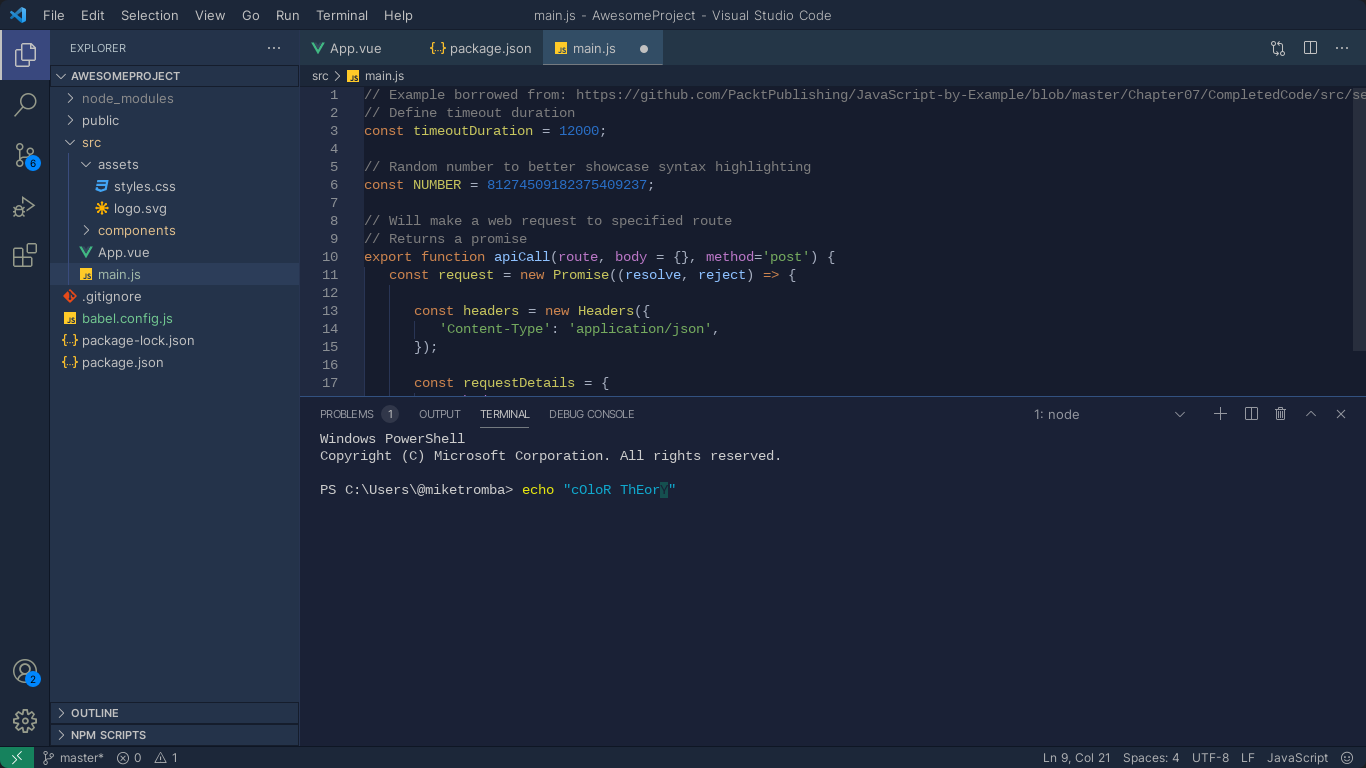 File Edit Selection View Go Run Terminal Help
main.js - AwesomeProject - Visual Studio Code
EXPLORER
AWESOMEPROJECT
node_modules
public
src
assets
styles.css
logo.svg
components
App.vue
main.js
.gitignore
babel.config.js
package-lock.json
package.json
OUTLINE
NPM SCRIPTS
6
2
App.vue
package.json
main.js
src main.js
1 // Example borrowed from: https://github.com/PacktPublishing/JavaScript-by-Example/blob/master/Chapter07/CompletedCode/src/se
2 // Define timeout duration
3 const timeoutDuration = 12000;
4
5 // Random number to better showcase syntax highlighting
6 const NUMBER = 81274509182375409237;
7
8 // Will make a web request to specified route
9 // Returns a promise
10 export function apiCall(route, body = {}, method='post') {
11 const request = new Promise((resolve, reject) => {
12
13 const headers = new Headers({
14 'Content-Type': 'application/json',
15 });
16
17 const requestDetails = {
PROBLEMS 1 OUTPUT TERMINAL DEBUG CONSOLE 1: node
Windows PowerShell
Copyright (C) Microsoft Corporation. All rights reserved.
PS C:\Users\@miketromba> echo "cOloR ThEorY"
master* 0 1 Ln 9, Col 21 Spaces: 4 UTF-8 LF JavaScript